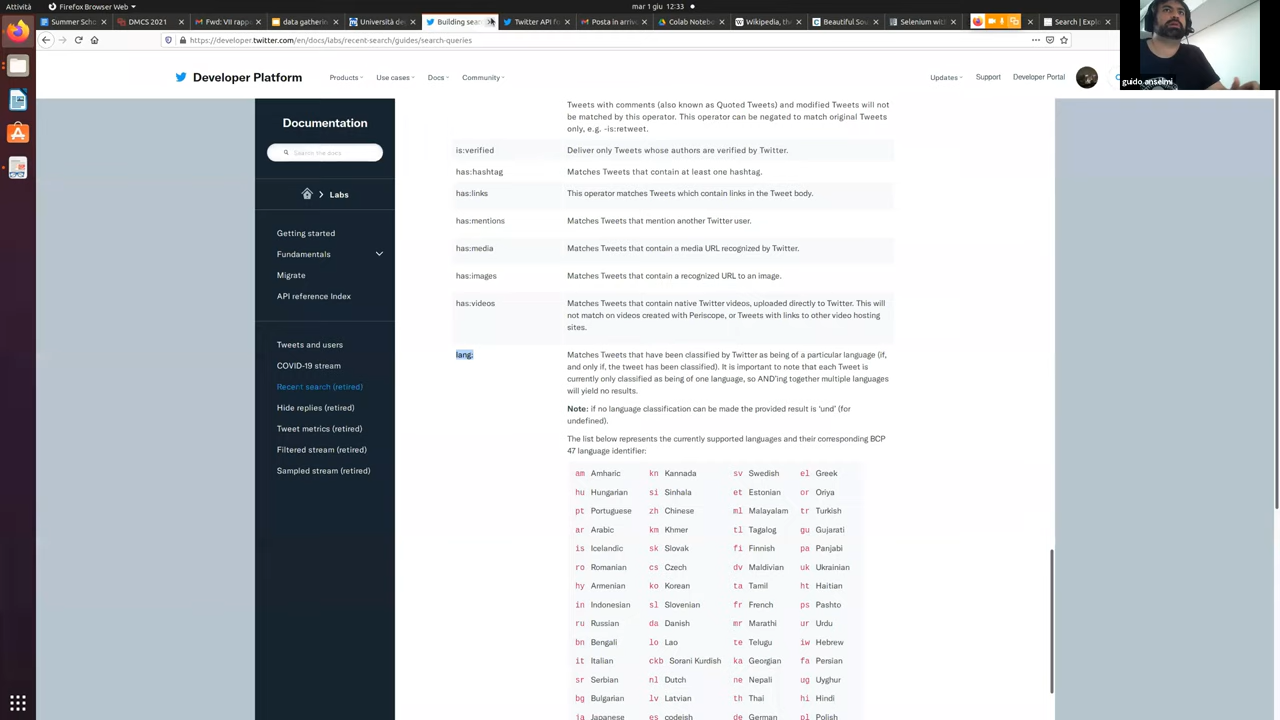 Attività
Firefox Web Browser
mar 1 giu 12:33
Summer Scho
DMCS 2021
Fwd: VII rappo
data gatherin
Università de
Building sear
Twitter API f
Posta in arriv
Colab Notebo
Wikipedia, th
Beautiful Sou
Selenium with
Search | Explo
https://developer.twitter.com/en/docs/labs/recent-search/guides/search-queries
guido anselmi
Developer Platform
Products
Use cases
Docs
Community
Updates
Support
Developer Portal
Documentation
Search the docs
Labs
Getting started
Fundamentals
Migrate
API reference Index
Tweets and users
COVID-19 stream
Recent search (retired)
Hide replies (retired)
Tweet metrics (retired)
Filtered stream (retired)
Sampled stream (retired)
Tweets with comments (also known as Quoted Tweets) and modified Tweets will not
be matched by this operator. This operator can be negated to match original Tweets
only, e.g. -is:retweet.
is:verified Deliver only Tweets whose authors are verified by Twitter.
has:hashtag Matches Tweets that contain at least one hashtag.
has:links This operator matches Tweets which contain links in the Tweet body.
has:mentions Matches Tweets that mention another Twitter user.
has:media Matches Tweets that contain a media URL recognized by Twitter.
has:images Matches Tweets that contain a recognized URL to an image.
has:videos Matches Tweets that contain native Twitter videos, uploaded directly to Twitter. This will
not match on videos created with Periscope, or Tweets with links to other video hosting
sites.
lang: Matches Tweets that have been classified by Twitter as being of a particular language (if,
and only if, the tweet has been classified). It is important to note that each Tweet is
currently only classified as being of one language, so AND'ing together multiple languages
will yield no results.
Note: if no language classification can be made the provided result is 'und' (for
undefined).
The list below represents the currently supported languages and their corresponding BCP
47 language identifier:
am Amharic kn Kannada sv Swedish el Greek
hu Hungarian si Sinhala et Estonian or Oriya
pt Portuguese zh Chinese ml Malayalam tr Turkish
ar Arabic km Khmer tl Tagalog gu Gujarati
is Icelandic sk Slovak fi Finnish pa Panjabi
ro Romanian cs Czech dv Maldivian uk Ukrainian
hy Armenian ko Korean ta Tamil ht Haitian
in Indonesian sl Slovenian fr French ps Pashto
ru Russian da Danish mr Marathi ur Urdu
bn Bengali lo Lao te Telugu iw Hebrew
it Italian ckb Sorani Kurdish ka Georgian fa Persian
sr Serbian nl Dutch ne Nepali ug Uyghur
bg Bulgarian lv Latvian th Thai hi Hindi
ja Japanese es codeish de German pl Polish